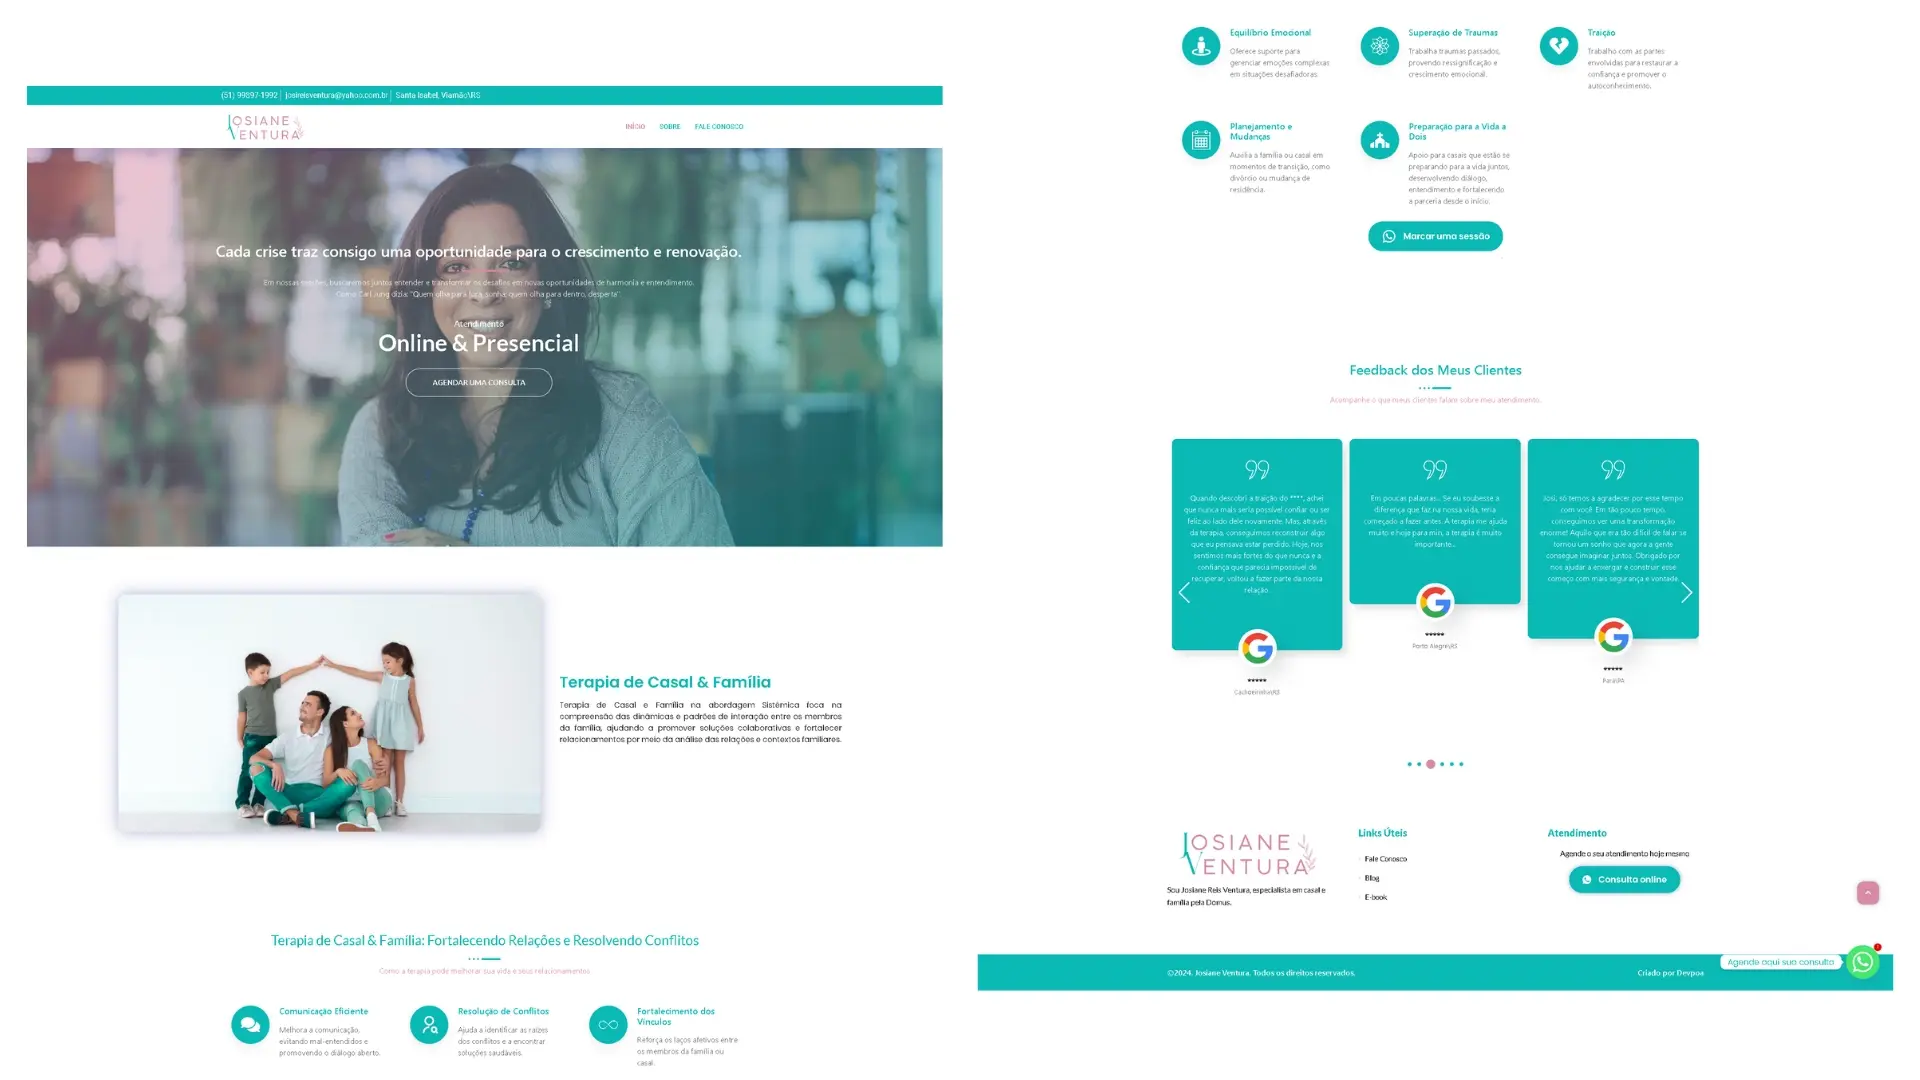 (51) 99897-1992 | josireisventura@yahoo.com.br | Santa Isabel, Viamão\RS
JOSIANE
VENTURA
INÍCIO SOBRE FALE CONOSCO
Cada crise traz consigo uma oportunidade para o crescimento e renovação.
Em nossas sessões, buscaremos juntos entender e transformar os desafios em novas oportunidades de harmonia e entendimento.
Como Carl Jung dizia: "Quem olha para fora, sonha; quem olha para dentro, desperta".
Atendimento
Online & Presencial
AGENDAR UMA CONSULTA
Terapia de Casal & Família
Terapia de Casal e Família na abordagem Sistêmica foca na
compreensão das dinâmicas e padrões de interação entre os membros
da família, ajudando a promover soluções colaborativas e fortalecer
relacionamentos por meio da análise das relações e contextos familiares.
Terapia de Casal & Família: Fortalecendo Relações e Resolvendo Conflitos
Como a terapia pode melhorar sua vida e seus relacionamentos
Comunicação Eficiente
Melhora a comunicação,
evitando mal-entendidos e
promovendo o diálogo aberto.
Resolução de Conflitos
Ajuda a identificar as raízes
dos conflitos e a encontrar
soluções saudáveis.
Fortalecimento dos
Vínculos
Reforça os laços afetivos entre
os membros da família ou
casal.
Equilíbrio Emocional
Oferece suporte para
gerenciar emoções complexas
em situações desafiadoras.
Superação de Traumas
Trabalha traumas passados,
provendo ressignificação e
crescimento emocional.
Traição
Trabalho com as partes
envolvidas para restaurar a
confiança e promover o
autoconhecimento.
Planejamento e
Mudanças
Auxilia a família ou casal em
momentos de transição, como
divórcio ou mudança de
residência.
Preparação para a Vida a
Dois
Apoio para casais que estão se
preparando para a vida juntos,
desenvolvendo diálogo,
entendimento e fortalecendo
a parceria desde o início.
Marcar uma sessão
Feedback dos Meus Clientes
Acompanhe o que meus clientes falam sobre meu atendimento.
Quando descobri a traição do ****, achei
que nunca mais seria possível confiar ou ser
feliz ao lado dele novamente. Mas, através
da terapia, conseguimos reconstruir algo
que eu pensava estar perdido. Hoje, nos
sentimos mais fortes do que nunca e a
confiança que parecia impossível de
recuperar, voltou a fazer parte da nossa
relação.
*****
Cachoeirinha\RS
Em poucas palavras... Se eu soubesse a
diferença que faz na nossa vida, teria
começado a fazer antes. A terapia me ajuda
muito e hoje para mim, a terapia é muito
importante...
*****
Porto Alegre\RS
Josi, só temos a agradecer por esse tempo
com você. Em tão pouco tempo,
conseguimos ver uma transformação
enorme! Aquilo que era tão difícil de falar se
tornou um sonho que agora a gente
consegue imaginar juntos. Obrigado por
nos ajudar a enxergar e construir esse
começo com mais segurança e vontade.
*****
Pará\PA
JOSIANE
VENTURA
Sou Josiane Reis Ventura, especialista em casal e
família pela Domus.
Links Úteis
Fale Conosco
Blog
E-book
Atendimento
Agende o seu atendimento hoje mesmo
Consulta online
Agende aqui sua consulta
1
©2024. Josiane Ventura. Todos os direitos reservados.
Criado por Devpoa